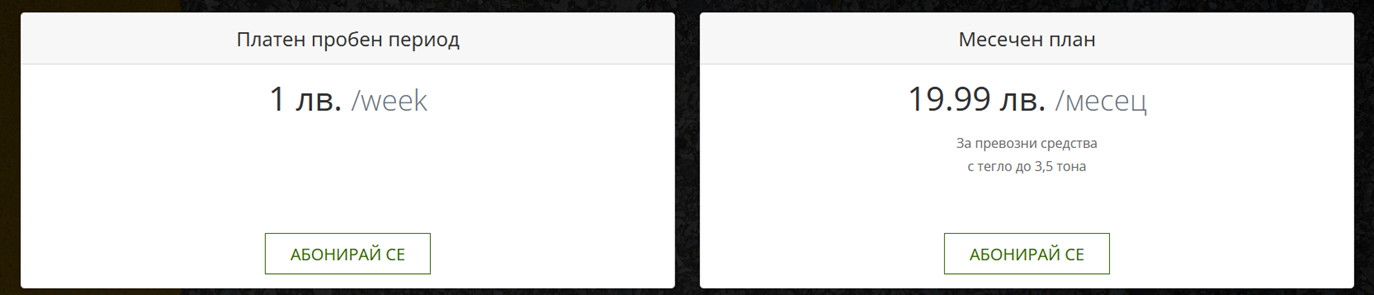 Платен пробен период
1 лв. /week
АБОНИРАЙ СЕ
Месечен план
19.99 лв. /месец
За превозни средства
с тегло до 3,5 тона
АБОНИРАЙ СЕ